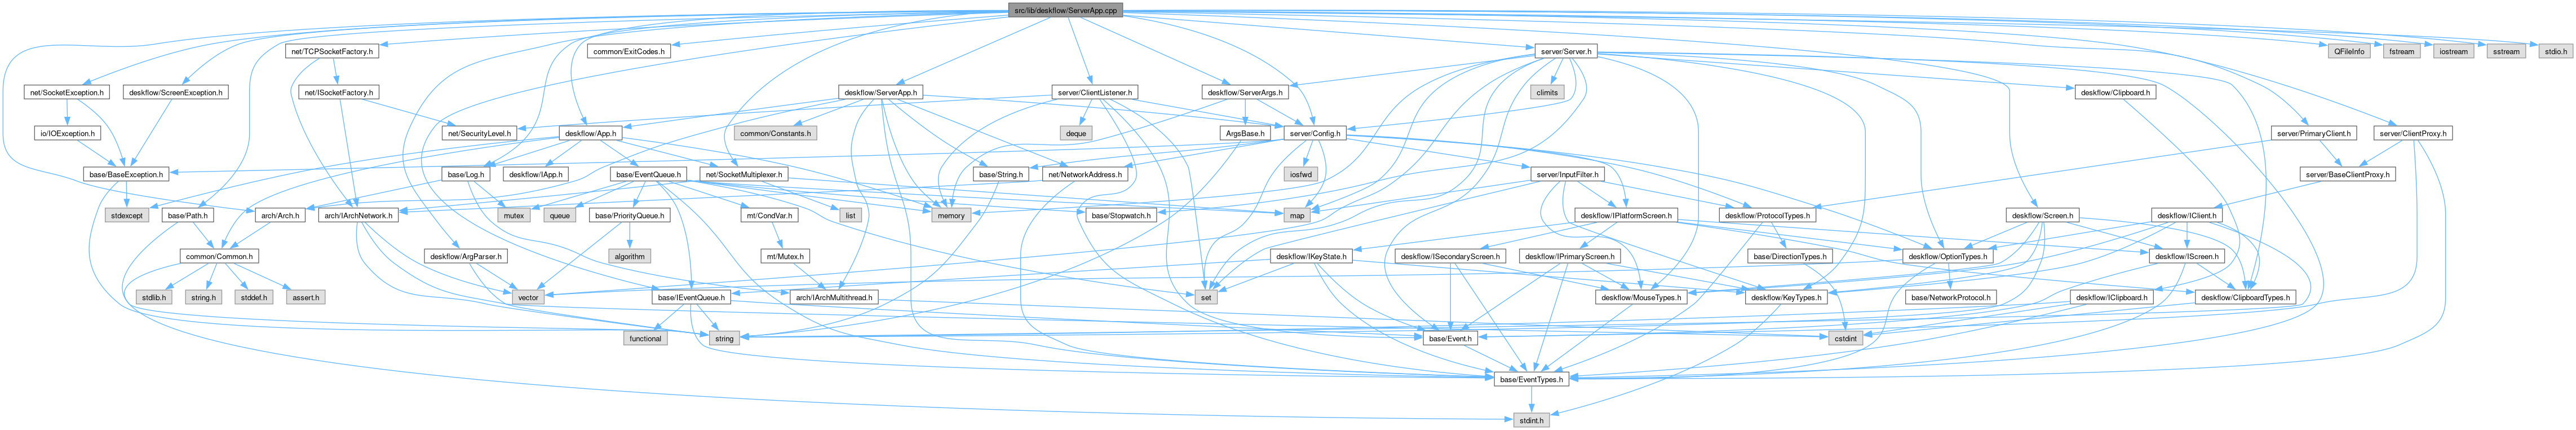 src/lib/deskflow/ServerApp.cpp
net/TCPSocketFactory.h
common/ExitCodes.h
server/Server.h
QFileInfo
fstream
iostream
sstream
stdio.h
net/SocketException.h
deskflow/ScreenException.h
net/ISocketFactory.h
deskflow/ServerApp.h
server/ClientListener.h
deskflow/ServerArgs.h
climits
deskflow/Clipboard.h
io/IOException.h
net/SecurityLevel.h
deskflow/App.h
common/Constants.h
deque
ArgsBase.h
server/Config.h
server/PrimaryClient.h
server/ClientProxy.h
base/BaseException.h
base/Log.h
deskflow/IApp.h
base/EventQueue.h
net/SocketMultiplexer.h
base/String.h
net/NetworkAddress.h
iosfwd
server/InputFilter.h
server/BaseClientProxy.h
stdexcept
base/Path.h
arch/Arch.h
arch/IArchNetwork.h
mutex
queue
base/PriorityQueue.h
mt/CondVar.h
list
memory
base/Stopwatch.h
map
deskflow/IPlatformScreen.h
deskflow/ProtocolTypes.h
deskflow/Screen.h
deskflow/IClient.h
common/Common.h
deskflow/ArgParser.h
algorithm
mt/Mutex.h
deskflow/IKeyState.h
deskflow/ISecondaryScreen.h
deskflow/IPrimaryScreen.h
base/DirectionTypes.h
deskflow/OptionTypes.h
deskflow/IScreen.h
stdlib.h
string.h
stddef.h
assert.h
vector
set
base/IEventQueue.h
arch/IArchMultithread.h
deskflow/MouseTypes.h
deskflow/KeyTypes.h
base/NetworkProtocol.h
deskflow/IClipboard.h
deskflow/ClipboardTypes.h
functional
string
base/Event.h
cstdint
base/EventTypes.h
stdint.h